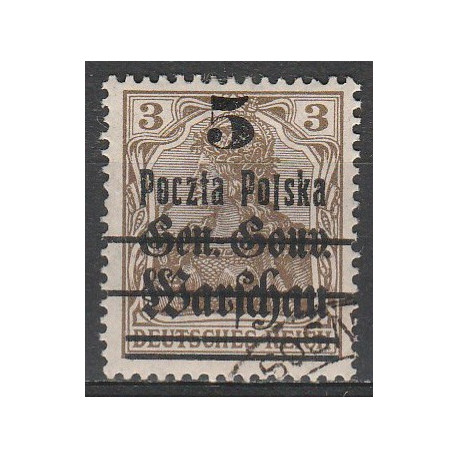 3 5 3
Poczta Polska
Gen.-Gouv.
Warschau
DEUTSCHES REICH